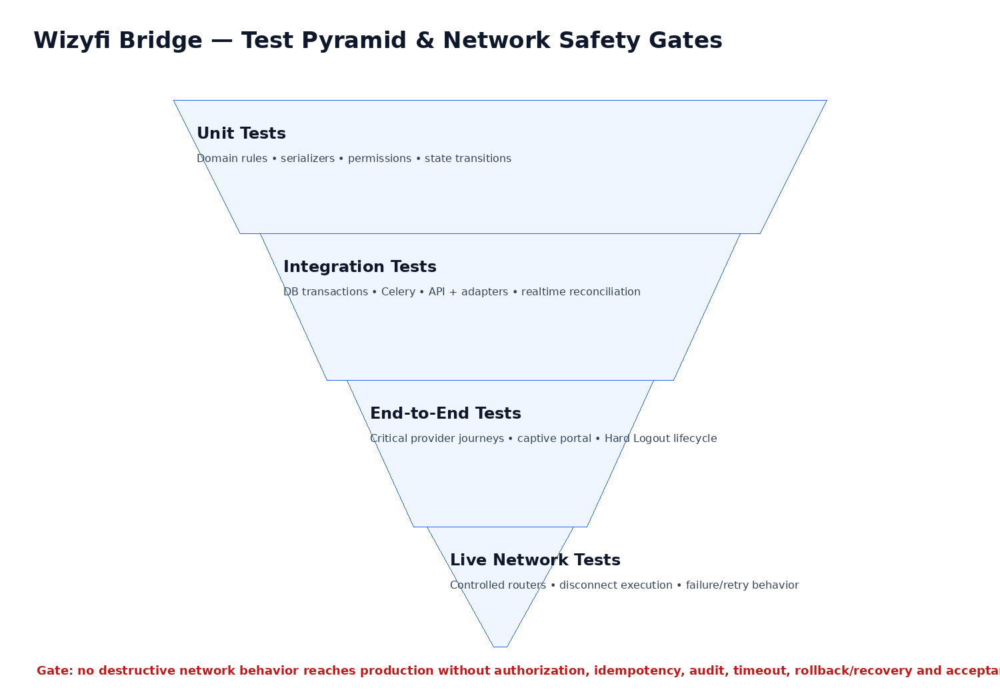 Wizyfi Bridge — Test Pyramid & Network Safety Gates
Unit Tests
Domain rules • serializers • permissions • state transitions
Integration Tests
DB transactions • Celery • API + adapters • realtime reconciliation
End-to-End Tests
Critical provider journeys • captive portal • Hard Logout lifecycle
Live Network Tests
Controlled routers • disconnect execution • failure/retry behavior
Gate: no destructive network behavior reaches production without authorization, idempotency, audit, timeout, rollback/recovery and